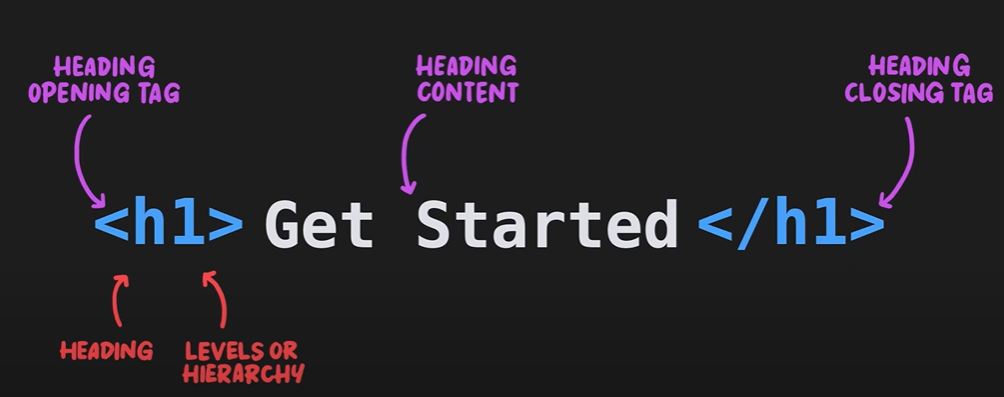 HEADING
OPENING TAG
HEADING
CONTENT
HEADING
CLOSING TAG
<h1> Get Started </h1>
HEADING
LEVELS OR
HIERARCHY